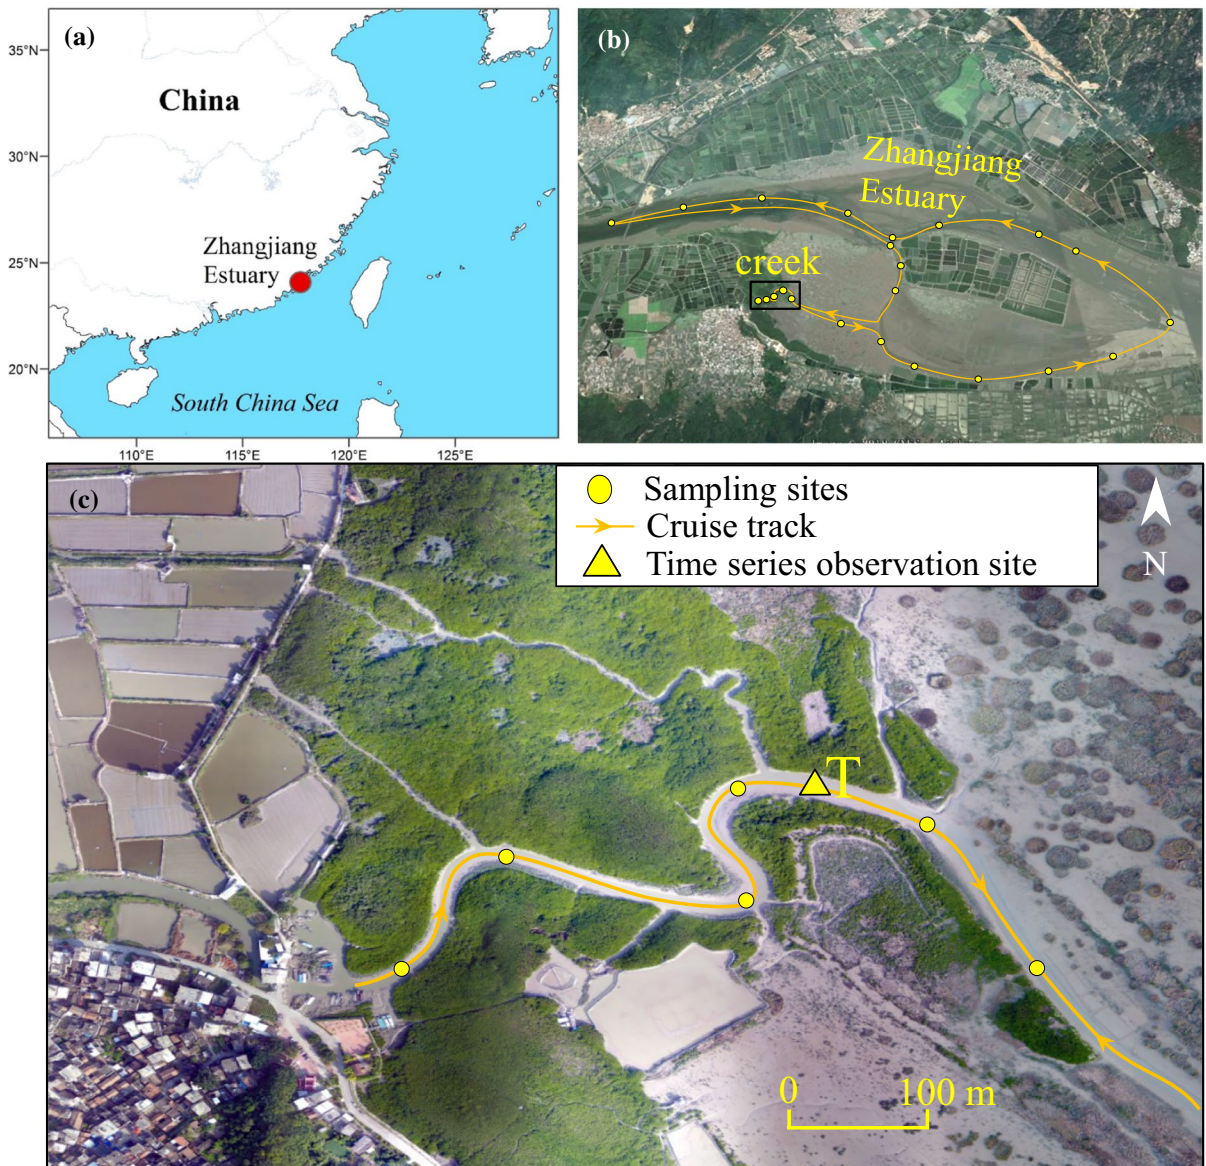 (a)
35°N
China
30°N
Zhangjiang
Estuary
25°N
20°N
South China Sea
110°E
115°E
120°E
125°E
(b)
Zhangjiang
Estuary
creek
(c)
Sampling sites
Cruise track
Time series observation site
N
T
0
100 m